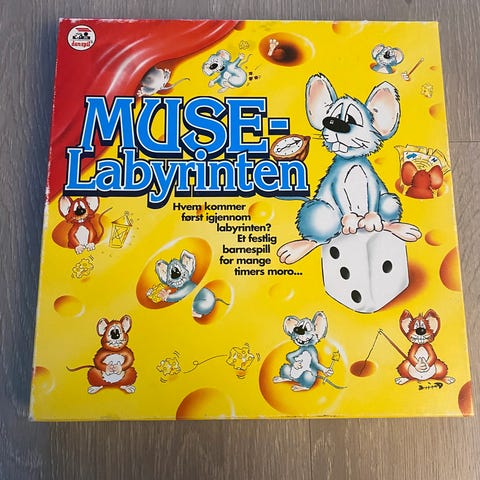 danspil
MUSE-
Labyrinten
Hvem kommer
først igjennom
labyrinten?
Et festlig
barnespill
for mange
timers moro...